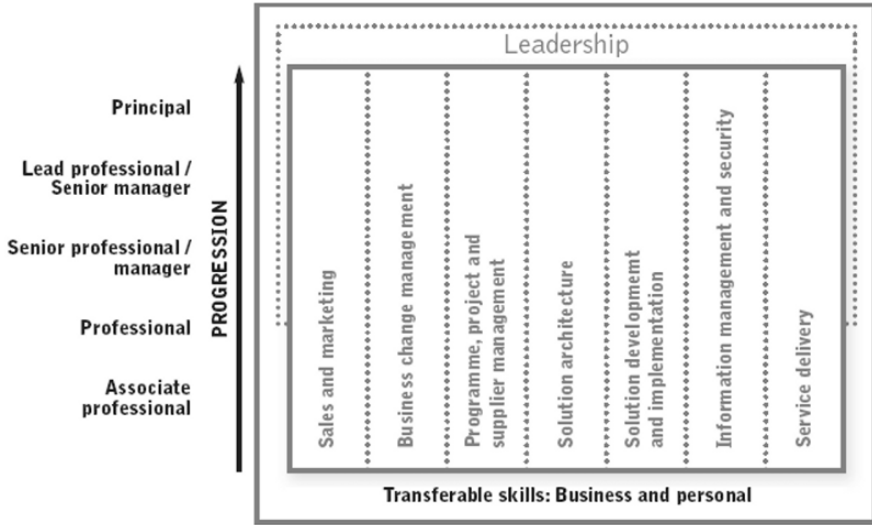 Leadership
Principal
Lead professional /
Senior manager
Senior professional /
manager
Professional
Associate
professional
PROGRESSION
Sales and marketing
Business change management
Programme, project and
supplier management
Solution architecture
Solution developmemt
and implementation
Information management and security
Service delivery
Transferable skills: Business and personal